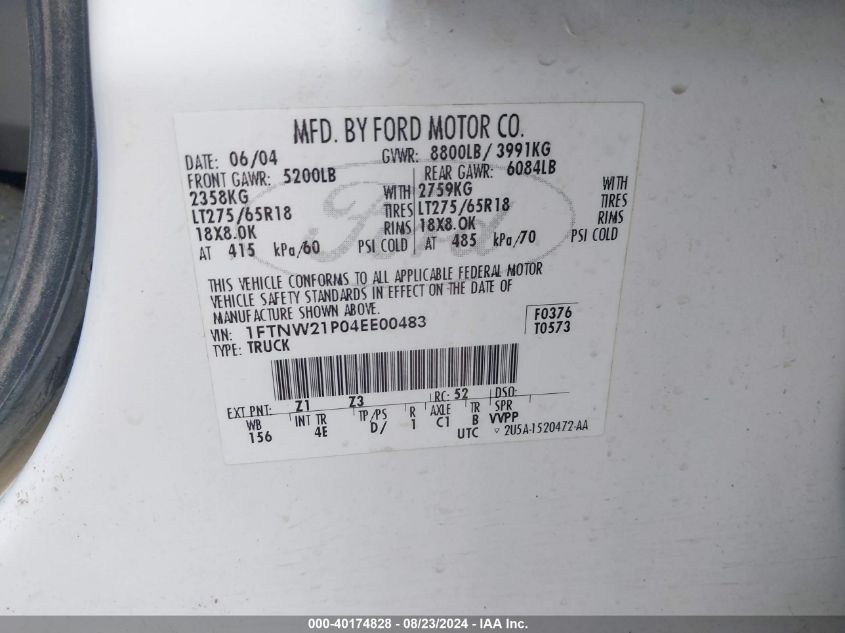 MFD. BY FORD MOTOR CO.
DATE: 06/04 GVWR: 8800LB/ 3991KG
FRONT GAWR: 5200LB REAR GAWR: 6084LB
2358KG WITH 2759KG WITH
LT275/65R18 TIRES LT275/65R18 TIRES
18X8.0K RIMS 18X8.0K RIMS
AT 415 kPa/60 PSI COLD AT 485 kPa/70 PSI COLD
Ford
THIS VEHICLE CONFORMS TO ALL APPLICABLE FEDERAL MOTOR
VEHICLE SAFETY STANDARDS IN EFFECT ON THE DATE OF
MANUFACTURE SHOWN ABOVE.
VIN: 1FTNW21P04EE00483 F0376
TYPE: TRUCK T0573
EXT PNT: Z1 Z3 RC: 52 DSO:
WB INT TR TP/PS R AXLE TR SPR
156 4E D/ 1 C1 B VVPP
UTC ▽ 2U5A-1520472-AA
000-40174828 - 08/23/2024 - IAA Inc.